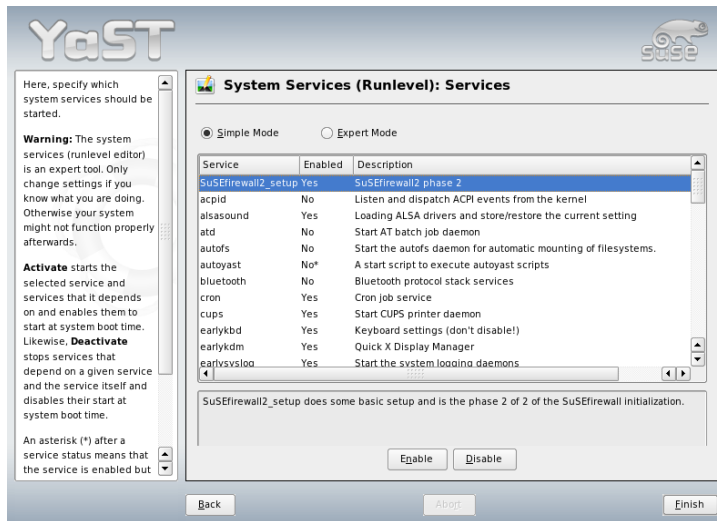 YaST
SUSE
Here, specify which
system services should be
started.
Warning: The system
services (runlevel editor)
is an expert tool. Only
change settings if you
know what you are doing.
Otherwise your system
might not function properly
afterwards.
Activate starts the
selected service and
services that it depends
on and enables them to
start at system boot time.
Likewise, Deactivate
stops services that
depend on a given service
and the service itself and
disables their start at
system boot time.
An asterisk (*) after a
service status means that
the service is enabled but
System Services (Runlevel): Services
Simple Mode Expert Mode
Service Enabled Description
SuSEfirewall2_setup Yes SuSEfirewall2 phase 2
acpid No Listen and dispatch ACPI events from the kernel
alsasound Yes Loading ALSA drivers and store/restore the current setting
atd No Start AT batch job daemon
autofs No Start the autofs daemon for automatic mounting of filesystems.
autoyast No* A start script to execute autoyast scripts
bluetooth No Bluetooth protocol stack services
cron Yes Cron job service
cups Yes Start CUPS printer daemon
earlykbd Yes Keyboard settings (don't disable!)
earlykdm Yes Quick X Display Manager
earlysyslog Yes Start the system logging daemons
SuSEfirewall2_setup does some basic setup and is the phase 2 of 2 of the SuSEfirewall initialization.
Enable Disable
Back Abort Finish